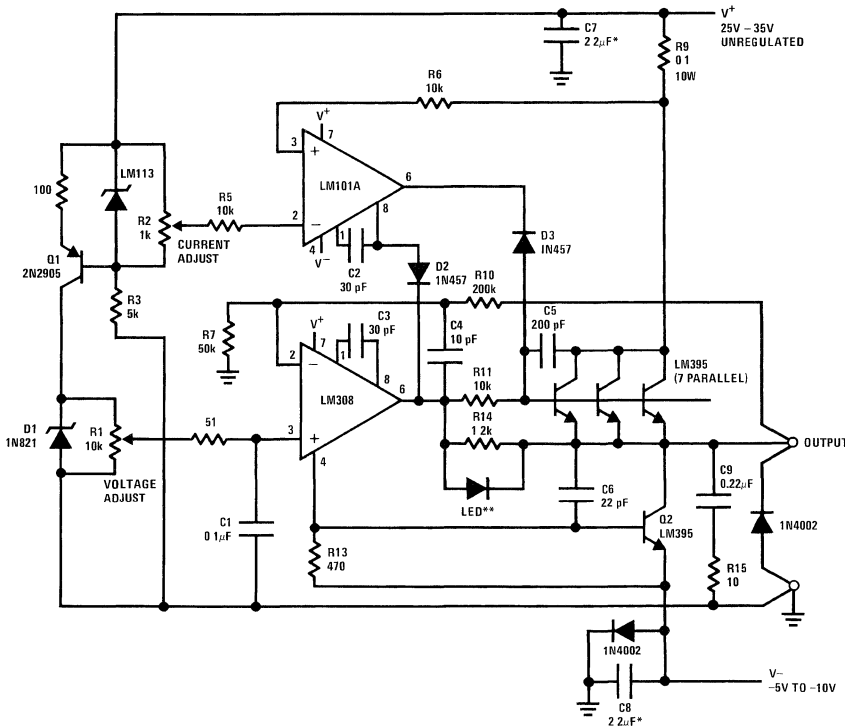 V+
25V – 35V
UNREGULATED
C7
2 2µF*
R9
0 1
10W
R6
10k
V+
7
3
+
LM101A
6
2
−
1
8
4
V−
C2
30 pF
100
LM113
R2
1k
CURRENT
ADJUST
R5
10k
Q1
2N2905
R3
5k
D2
1N457
D3
IN457
R10
200k
C5
200 pF
R7
50k
V+
7
C3
30 pF
1
8
2
−
LM308
6
3
+
4
C4
10 pF
R11
10k
LM395
(7 PARALLEL)
R14
1 2k
LED**
D1
1N821
R1
10k
VOLTAGE
ADJUST
51
C1
0 1µF
C6
22 pF
Q2
LM395
OUTPUT
C9
0.22µF
1N4002
R13
470
R15
10
1N4002
C8
2 2µF*
V−
−5V TO −10V